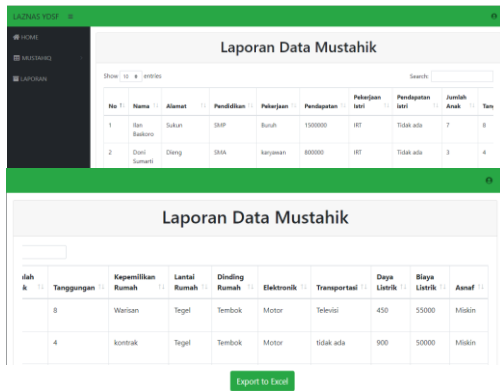 LAZNAS YDSF
HOME
MUSTAHIQ
LAPORAN
Laporan Data Mustahik
Show 10 entries Search:
No Nama Alamat Pendidikan Pekerjaan Pendapatan Pekerjaan Istri Pendapatan Istri Jumlah Anak Tang
1 Baskoro Sukun SMP Buruh 1500000 IRT Tidak ada 7 8
2 Doni Sumarti Dieng SMA karyawan 800000 IRT Tidak ada 3 4
Laporan Data Mustahik
Tanggungan Kepemilikan Rumah Lantai Rumah Dinding Rumah Elektronik Transportasi Daya Listrik Biaya Listrik Asnaf
8 Warisan Tegel Tembok Motor Televisi 450 55000 Miskin
4 kontrak Tegel Tembok Motor tidak ada 900 50000 Miskin
Export to Excel